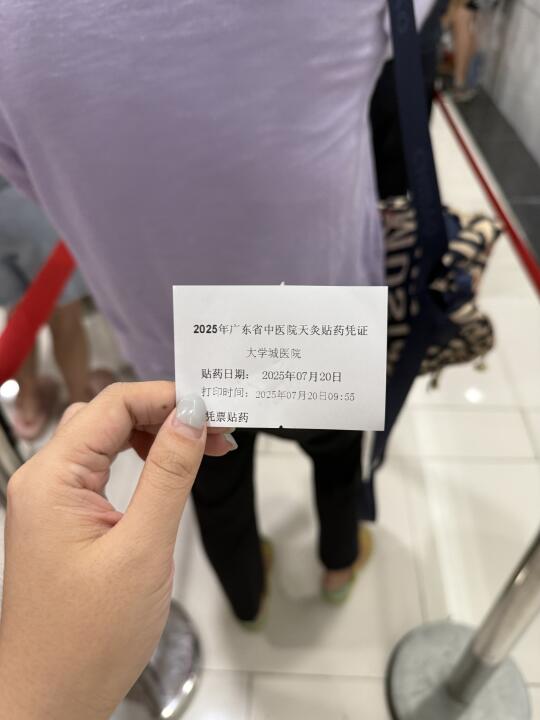 2025年广东省中医院天灸贴药凭证
大学城医院
贴药日期： 2025年07月20日
打印时间：2025年07月20日09:55
凭票贴药